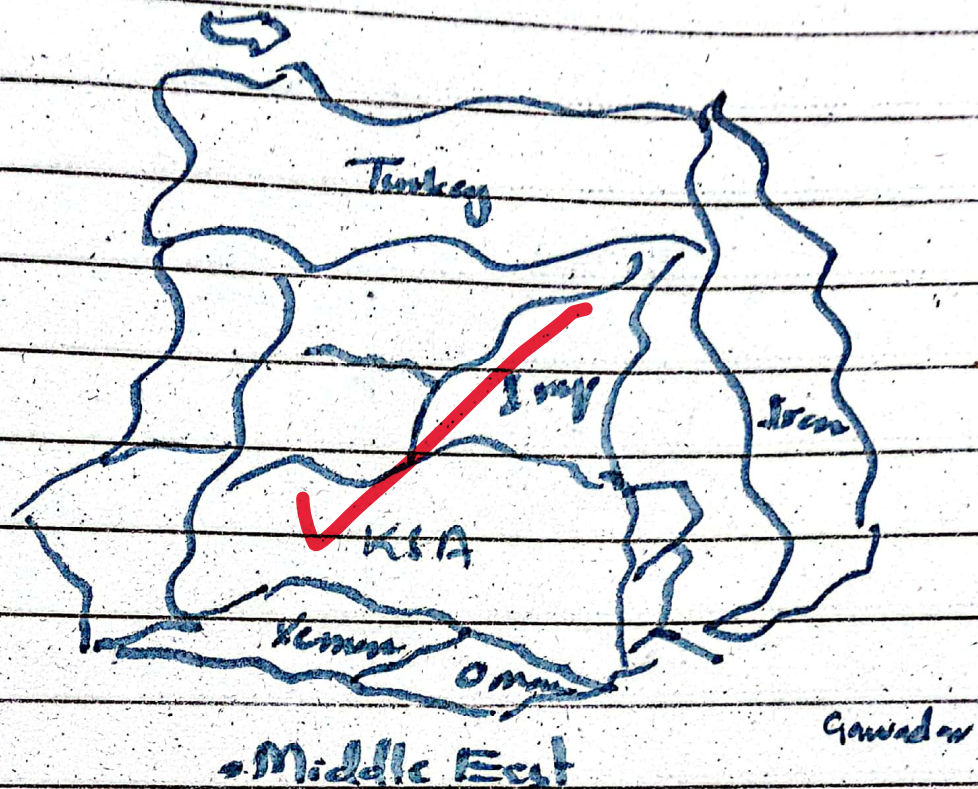 Turkey
Iraq
Iran
KSA
Yemen
Oman
Gawadar
Middle East